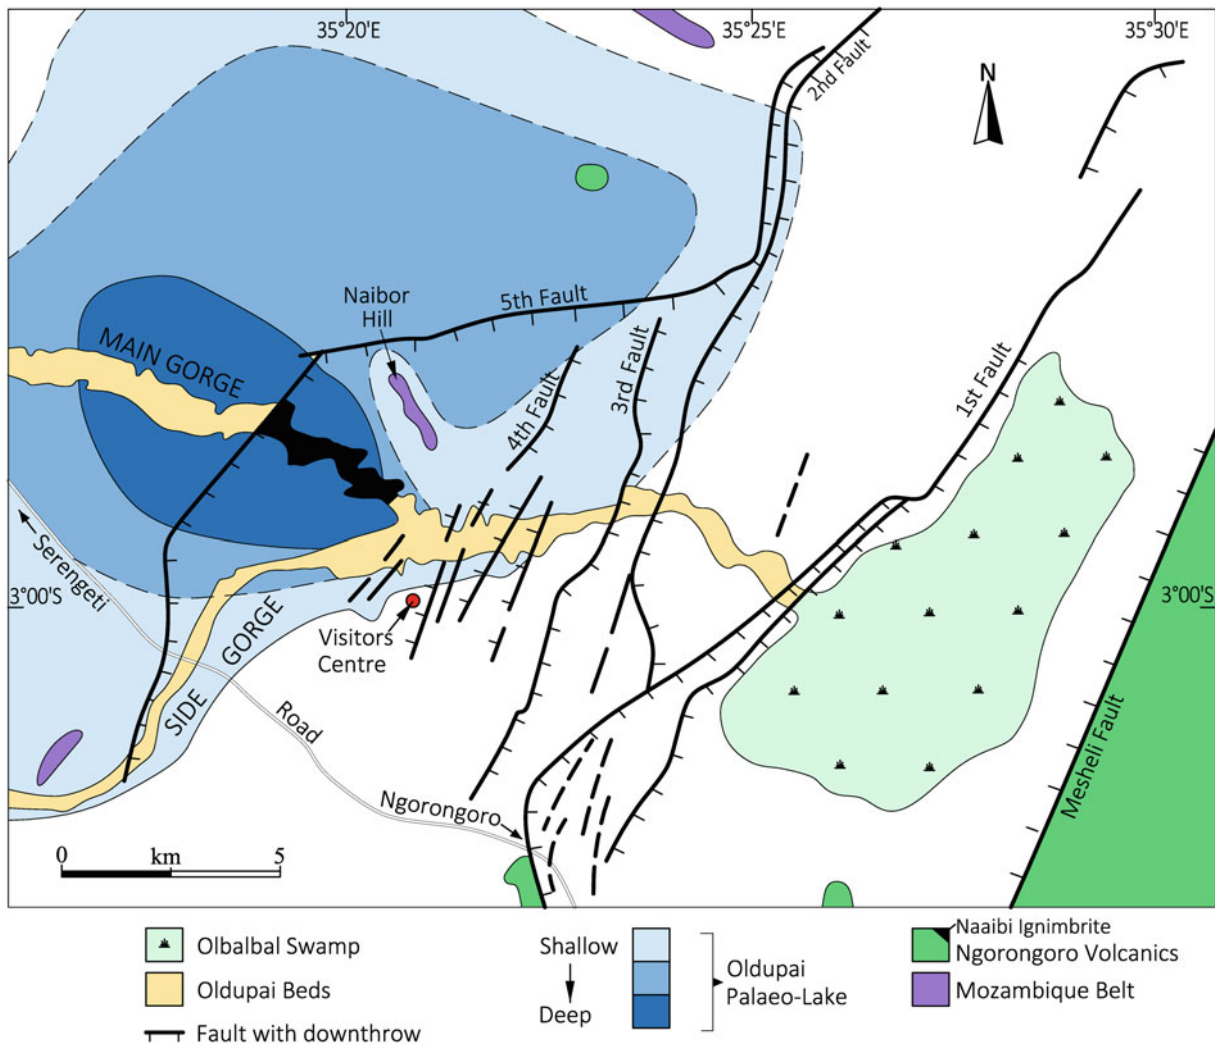 35°20'E
35°25'E
35°30'E
2nd Fault
N
5th Fault
Naibor
Hill
MAIN GORGE
3rd Fault
4th Fault
1st Fault
Serengeti
3°00'S
3°00'S
SIDE GORGE
Visitors
Centre
Road
Ngorongoro
Mesheli Fault
0 km 5
Olbalbal Swamp
Oldupai Beds
Fault with downthrow
Shallow
Deep
Oldupai
Palaeo-Lake
Naaibi Ignimbrite
Ngorongoro Volcanics
Mozambique Belt